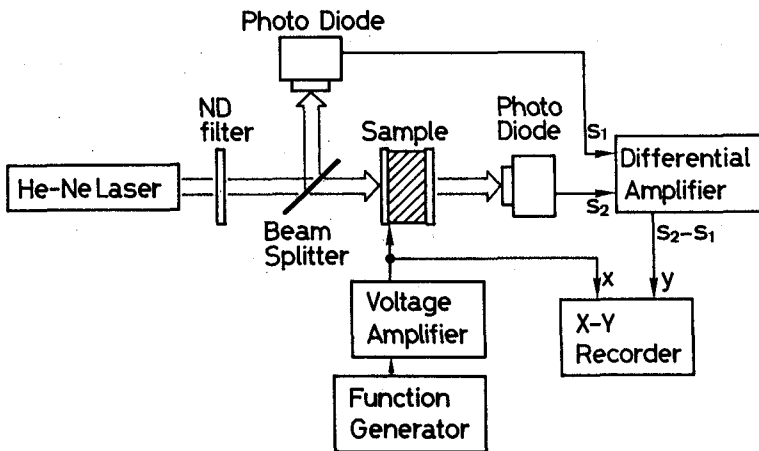 Photo Diode
ND
filter
Sample
Photo
Diode
S₁
He-Ne Laser
Differential
Amplifier
S₂
Beam
Splitter
S₂-S₁
x
y
Voltage
Amplifier
X-Y
Recorder
Function
Generator